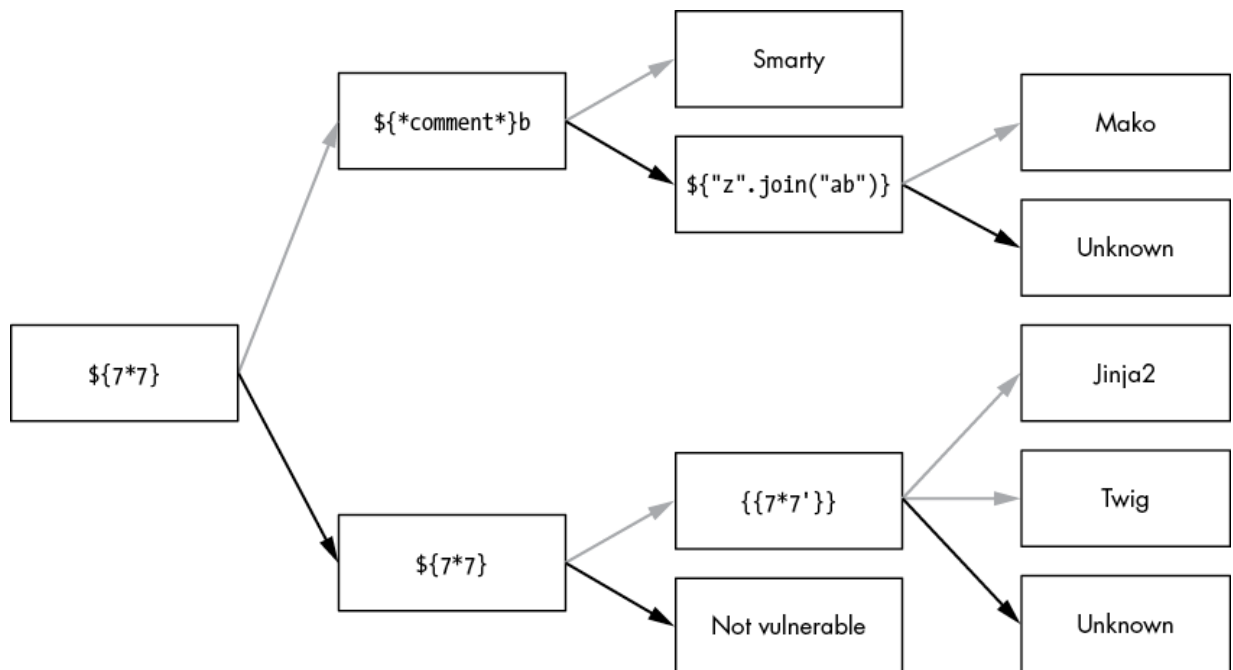 ${7*7}
${*comment*}b
${7*7}
Smarty
${"z".join("ab")}
{{7*7'}}
Not vulnerable
Mako
Unknown
Jinja2
Twig
Unknown